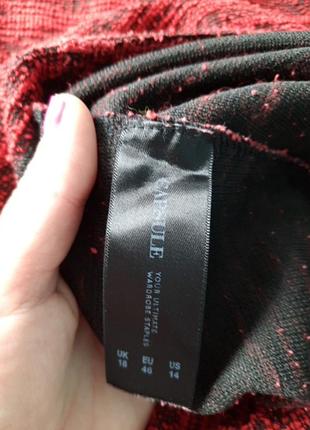 CAPSULE
YOUR ULTIMATE
WARDROBE STAPLES
UK EU US
18 46 14